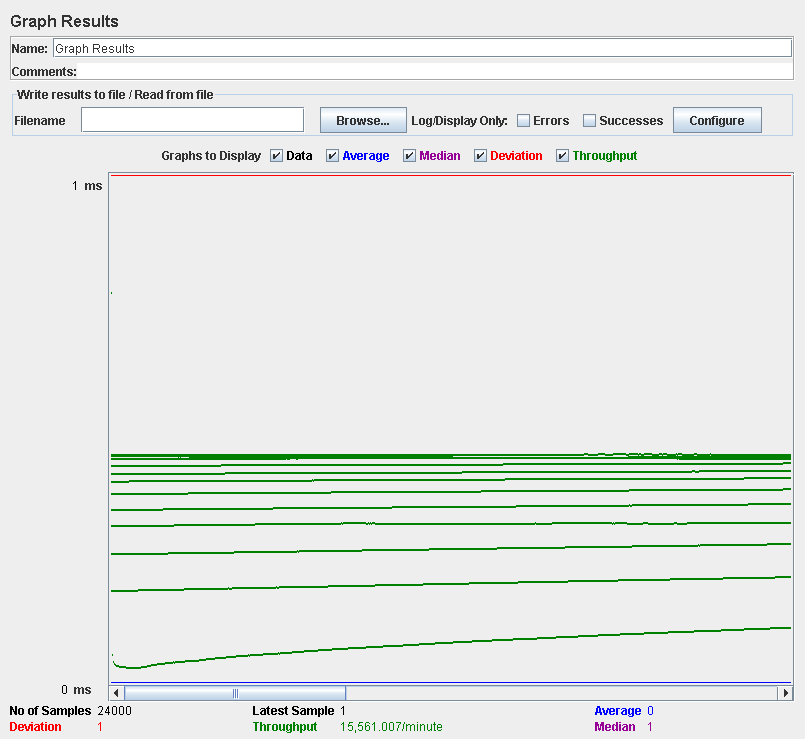 Graph Results
Name: Graph Results
Comments:
Write results to file / Read from file
Filename Browse... Log/Display Only: Errors Successes Configure
Graphs to Display Data Average Median Deviation Throughput
1 ms
0 ms
No of Samples 24000 Latest Sample 1 Average 0
Deviation 1 Throughput 15,561.007/minute Median 1